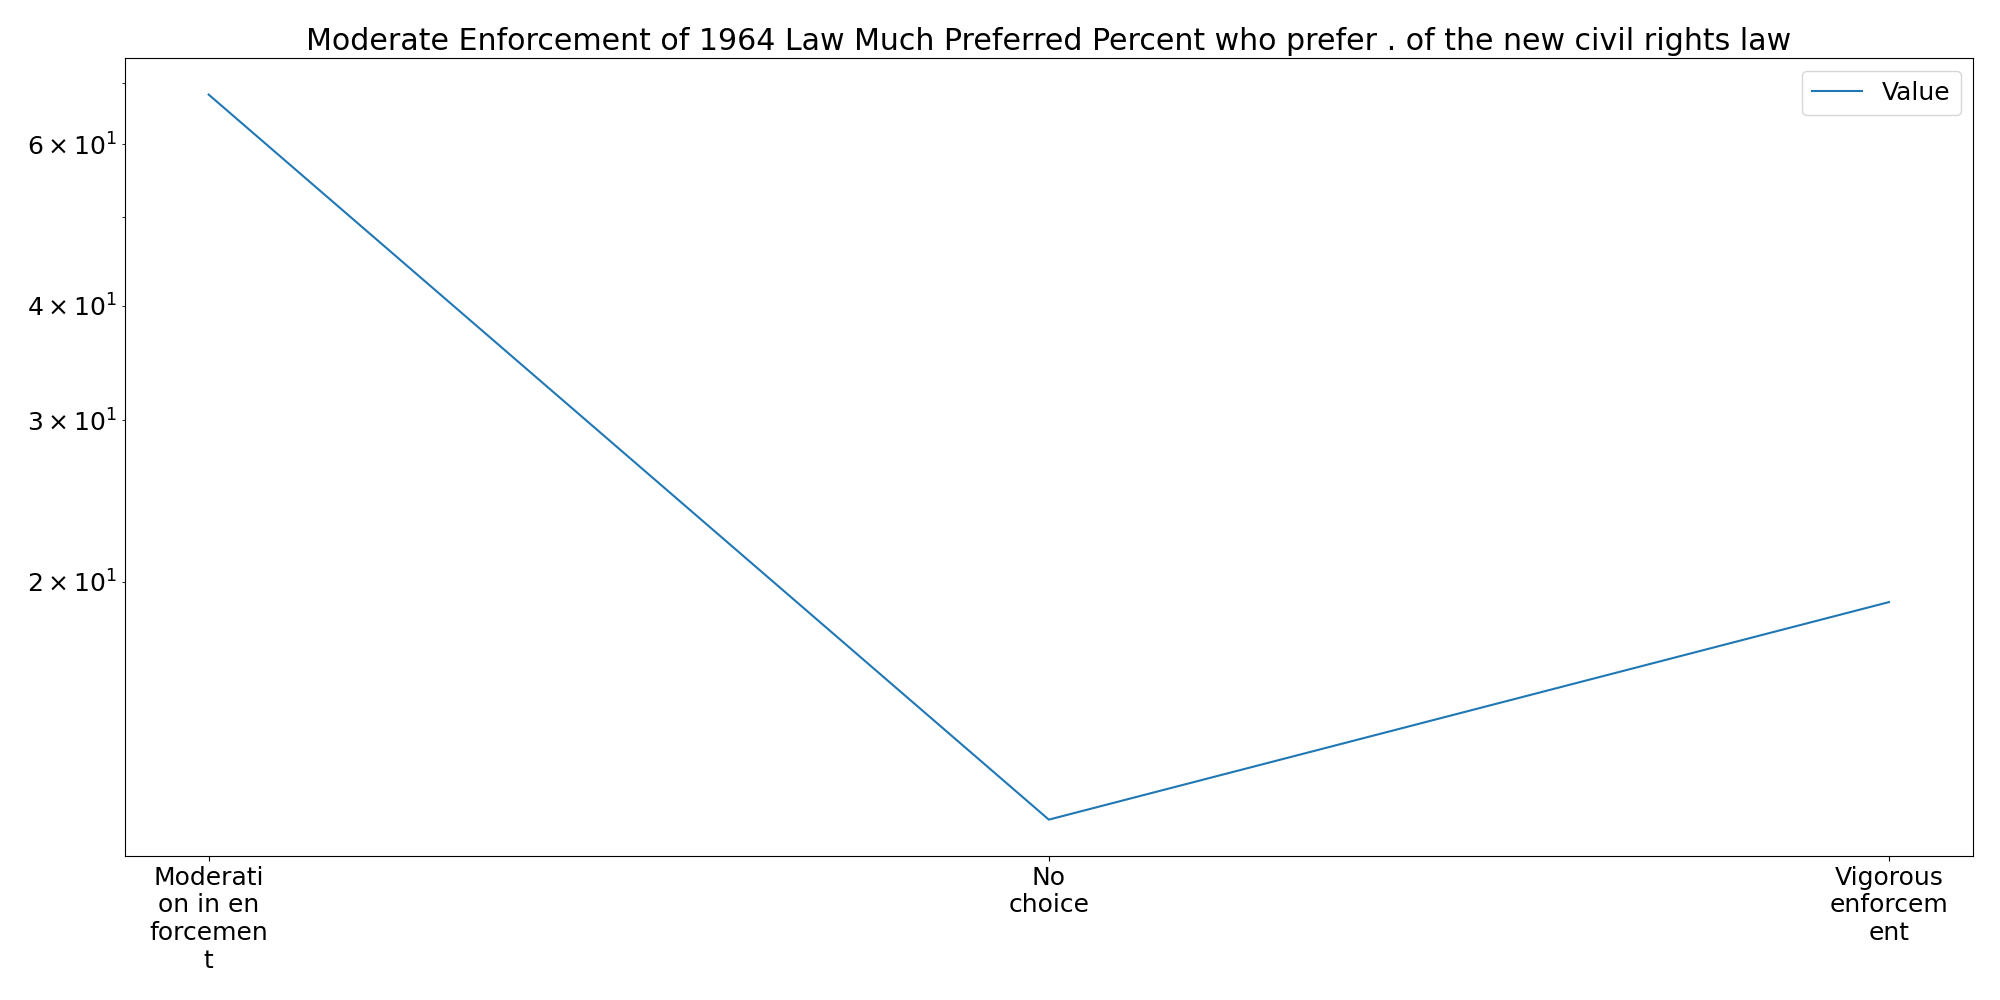 Moderate Enforcement of 1964 Law Much Preferred Percent who prefer . of the new civil rights law
Value
6 × 10¹
4 × 10¹
3 × 10¹
2 × 10¹
Moderati
on in en
forcemen
t
No
choice
Vigorous
enforcem
ent